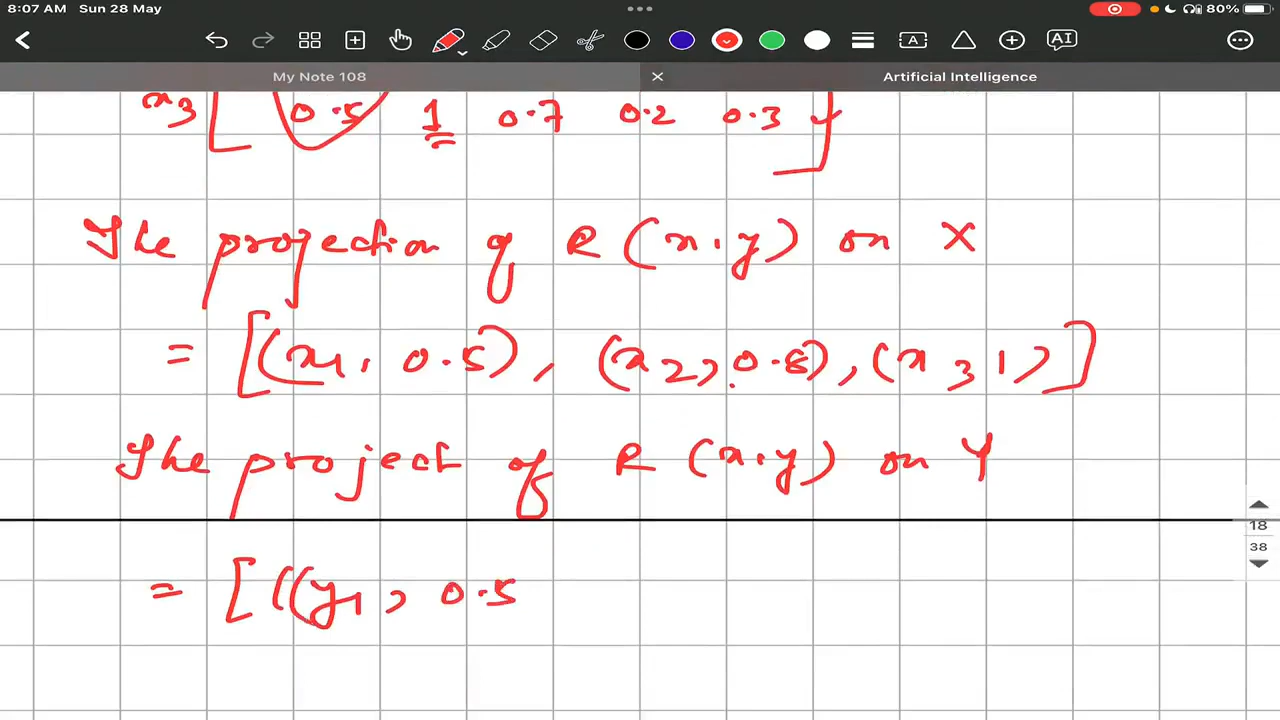 8:07 AM Sun 28 May
80%
A AI
My Note 108
Artificial Intelligence
x3 0.5 1 0.7 0.2 0.3
The projection of R (x.y) on X
= [(x1, 0.5), (x2, 0.8), (x 3 1)]
The project of R (x.y) on Y
18
38
= [((y1, 0.5